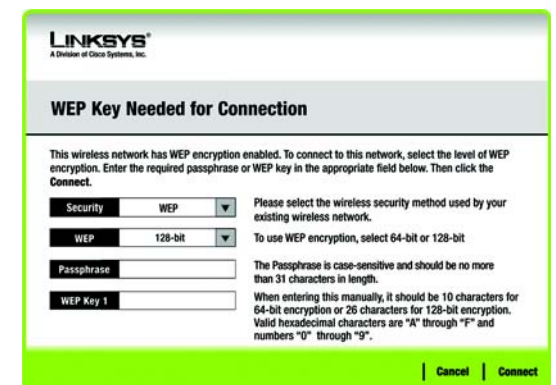 LINKSYS®
A Division of Cisco Systems, Inc.
WEP Key Needed for Connection
This wireless network has WEP encryption enabled. To connect to this network, select the level of WEP
encryption. Enter the required passphrase or WEP key in the appropriate field below. Then click the
Connect.
Security WEP
Please select the wireless security method used by your
existing wireless network.
WEP 128-bit
To use WEP encryption, select 64-bit or 128-bit
Passphrase
The Passphrase is case-sensitive and should be no more
than 31 characters in length.
WEP Key 1
When entering this manually, it should be 10 characters for
64-bit encryption or 26 characters for 128-bit encryption.
Valid hexadecimal characters are "A" through "F" and
numbers "0" through "9".
Cancel Connect